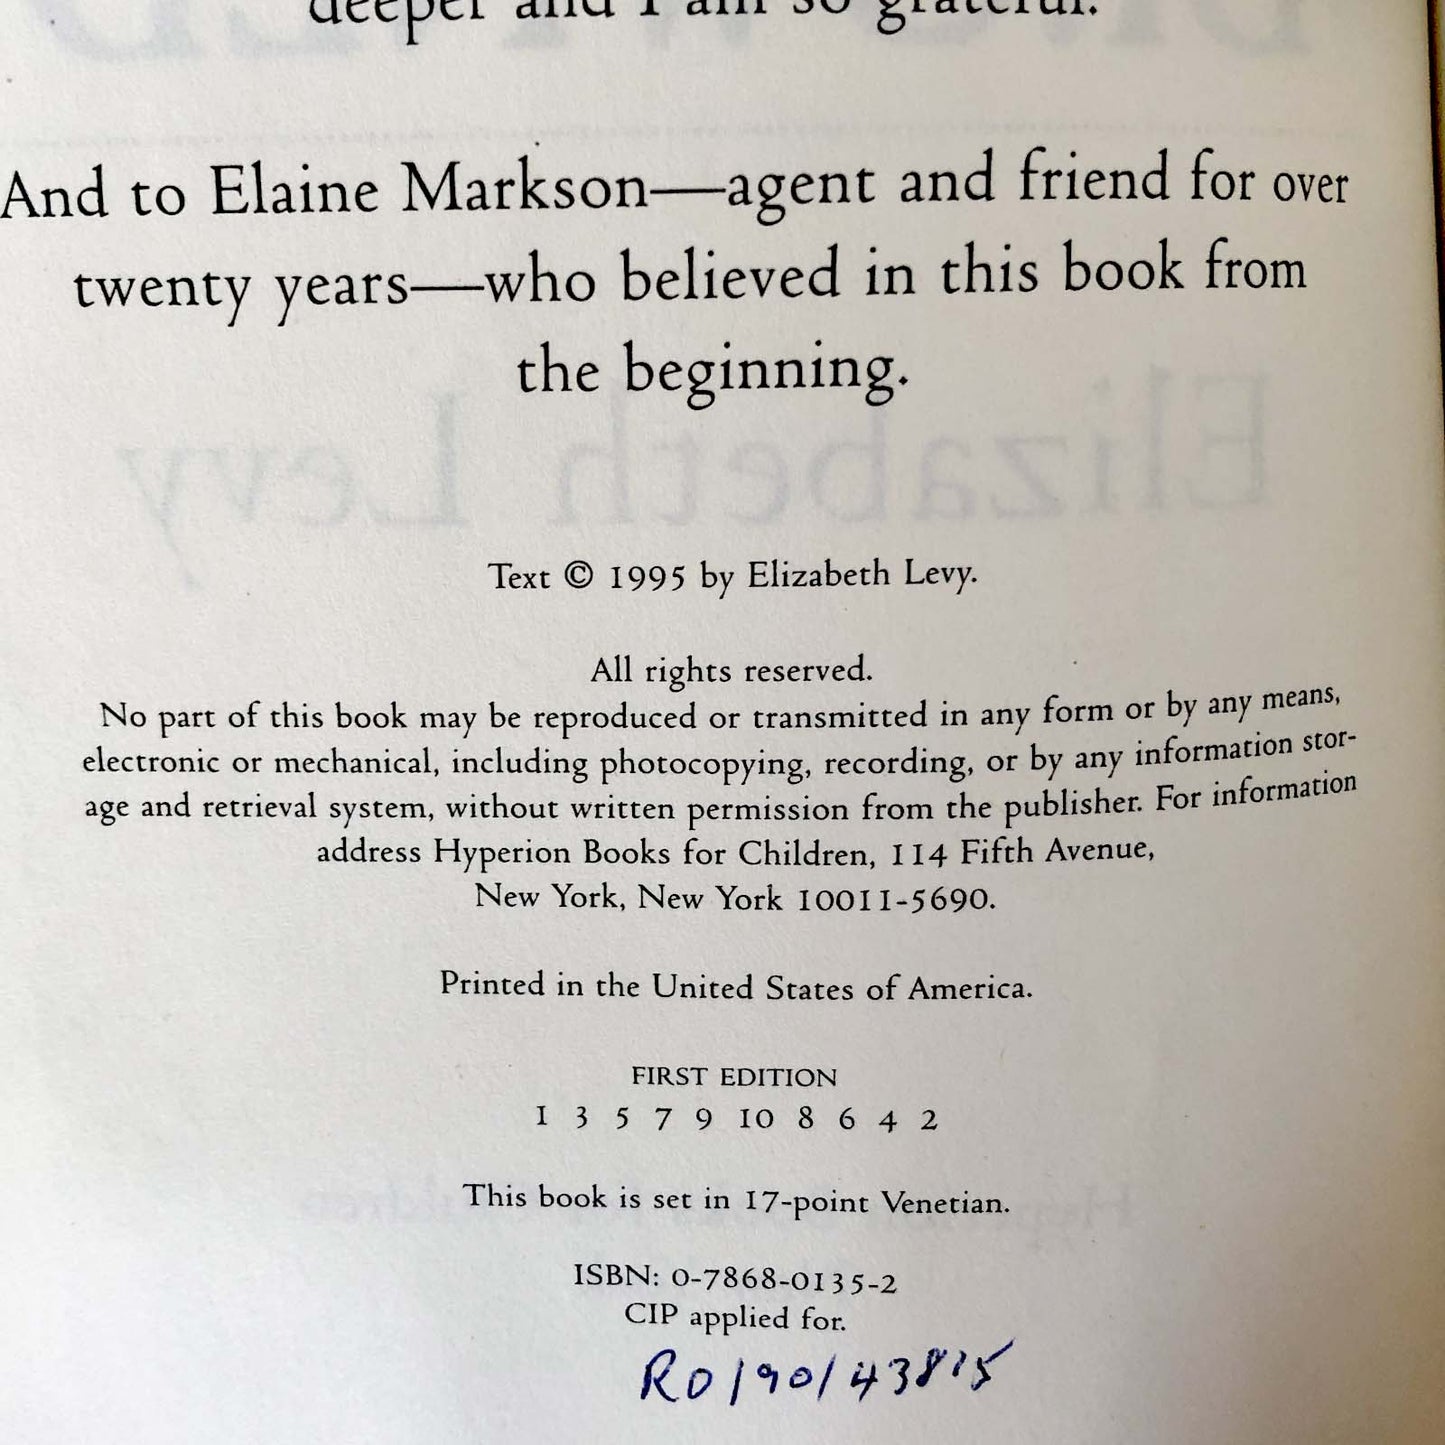 deeper and I am so grateful.
And to Elaine Markson—agent and friend for over
twenty years—who believed in this book from
the beginning.
Elizabeth Levy
Text © 1995 by Elizabeth Levy.
All rights reserved.
No part of this book may be reproduced or transmitted in any form or by any means,
electronic or mechanical, including photocopying, recording, or by any information stor-
age and retrieval system, without written permission from the publisher. For information
address Hyperion Books for Children, 114 Fifth Avenue,
New York, New York 10011-5690.
Printed in the United States of America.
FIRST EDITION
1 3 5 7 9 10 8 6 4 2
This book is set in 17-point Venetian.
ISBN: 0-7868-0135-2
CIP applied for.
R0190143815